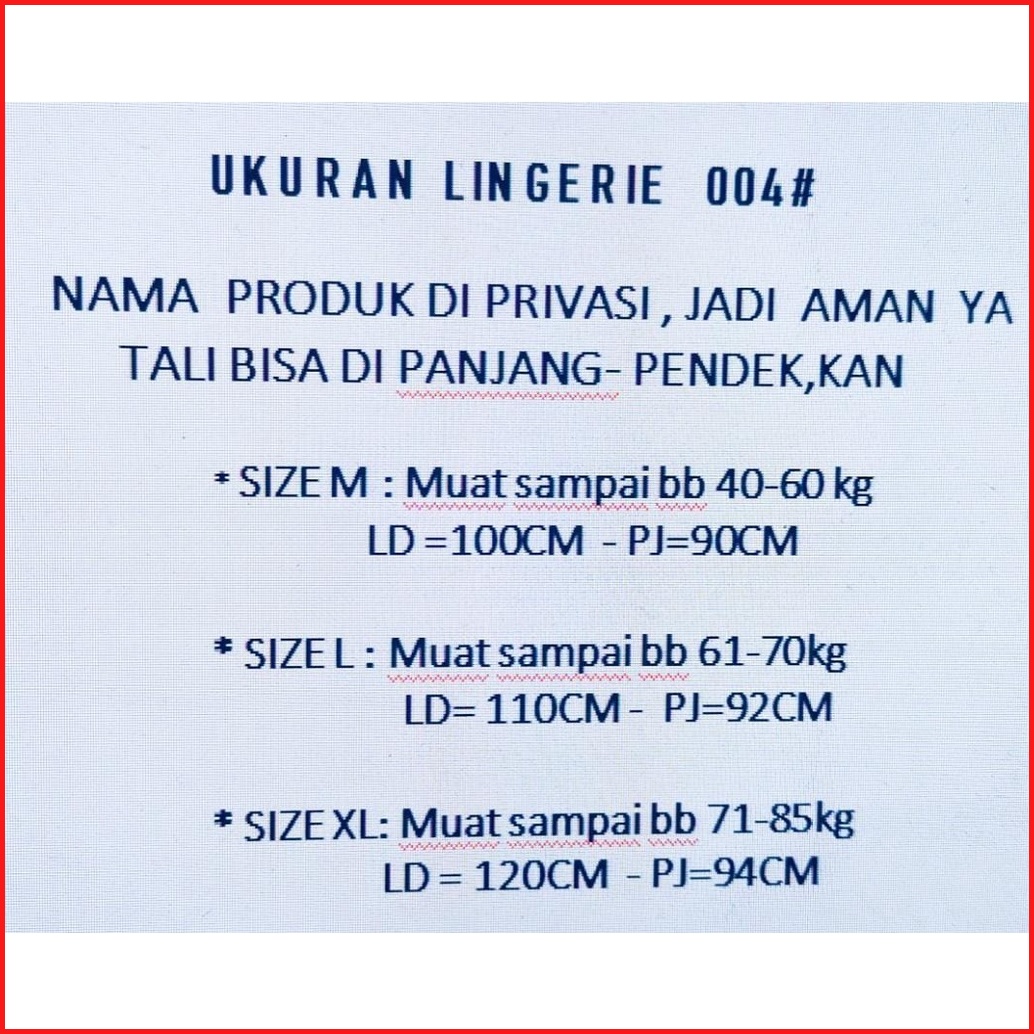 UKURAN LINGERIE 004#
NAMA PRODUK DI PRIVASI , JADI AMAN YA
TALI BISA DI PANJANG- PENDEK,KAN
* SIZE M : Muat sampai bb 40-60 kg
LD =100CM - PJ=90CM
* SIZE L : Muat sampai bb 61-70kg
LD= 110CM - PJ=92CM
* SIZE XL: Muat sampai bb 71-85kg
LD = 120CM - PJ=94CM